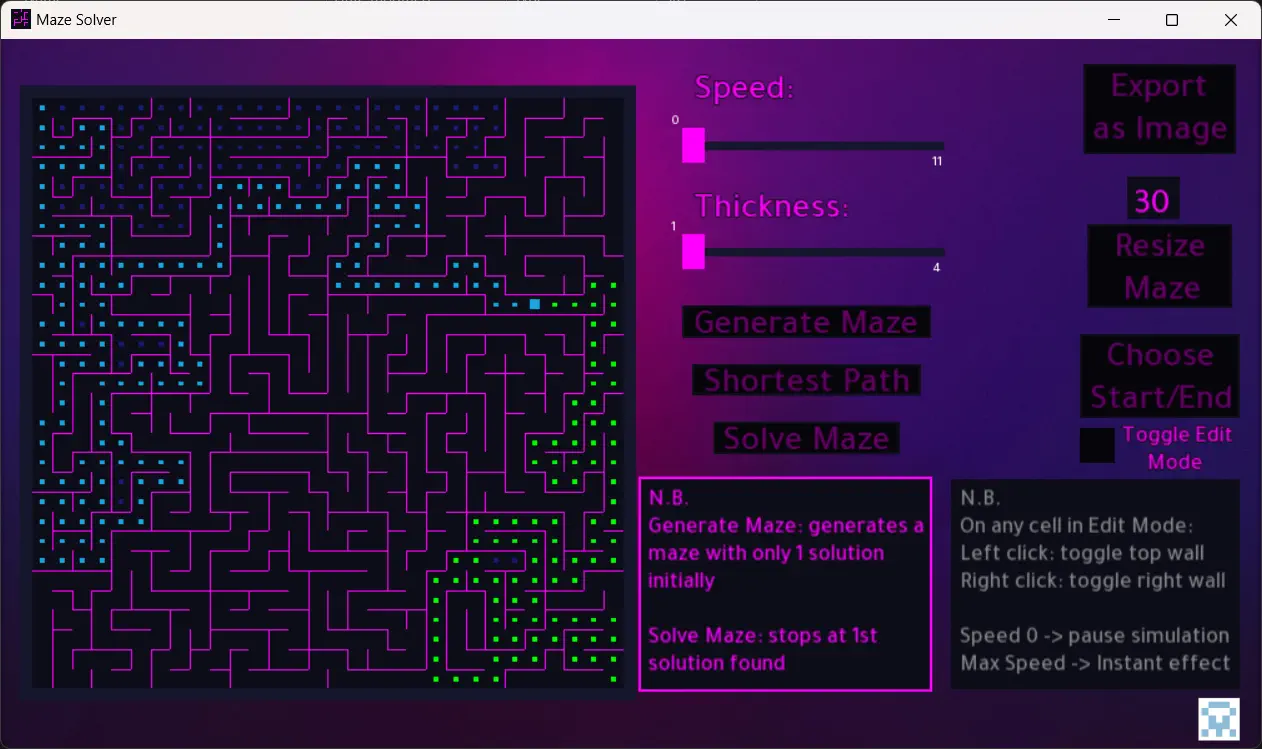 Maze Solver
Speed:
0
11
Thickness:
1
4
Generate Maze
Shortest Path
Solve Maze
Export
as Image
30
Resize
Maze
Choose
Start/End
Toggle Edit
Mode
N.B.
Generate Maze: generates a
maze with only 1 solution
initially
Solve Maze: stops at 1st
solution found
N.B.
On any cell in Edit Mode:
Left click: toggle top wall
Right click: toggle right wall
Speed 0 -> pause simulation
Max Speed -> Instant effect